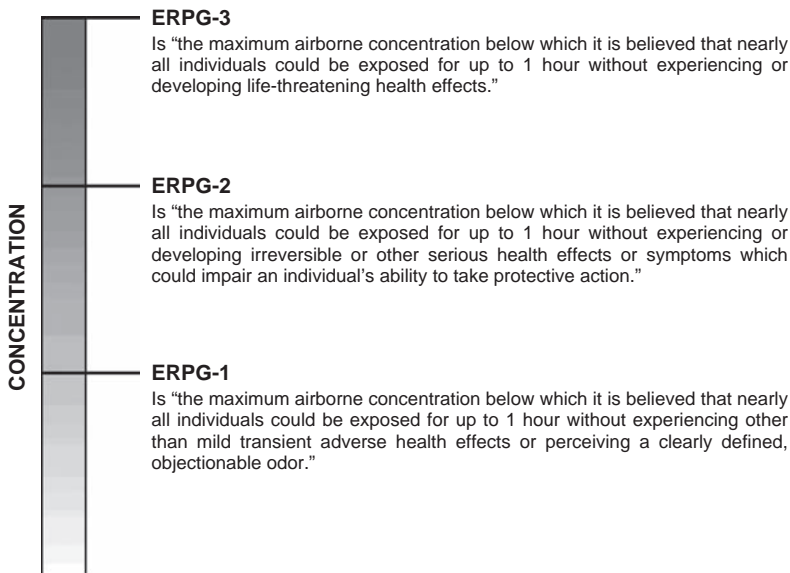 ERPG-3
Is “the maximum airborne concentration below which it is believed that nearly
all individuals could be exposed for up to 1 hour without experiencing or
developing life-threatening health effects.”
ERPG-2
Is “the maximum airborne concentration below which it is believed that nearly
all individuals could be exposed for up to 1 hour without experiencing or
developing irreversible or other serious health effects or symptoms which
could impair an individual’s ability to take protective action.”
CONCENTRATION
ERPG-1
Is “the maximum airborne concentration below which it is believed that nearly
all individuals could be exposed for up to 1 hour without experiencing other
than mild transient adverse health effects or perceiving a clearly defined,
objectionable odor.”